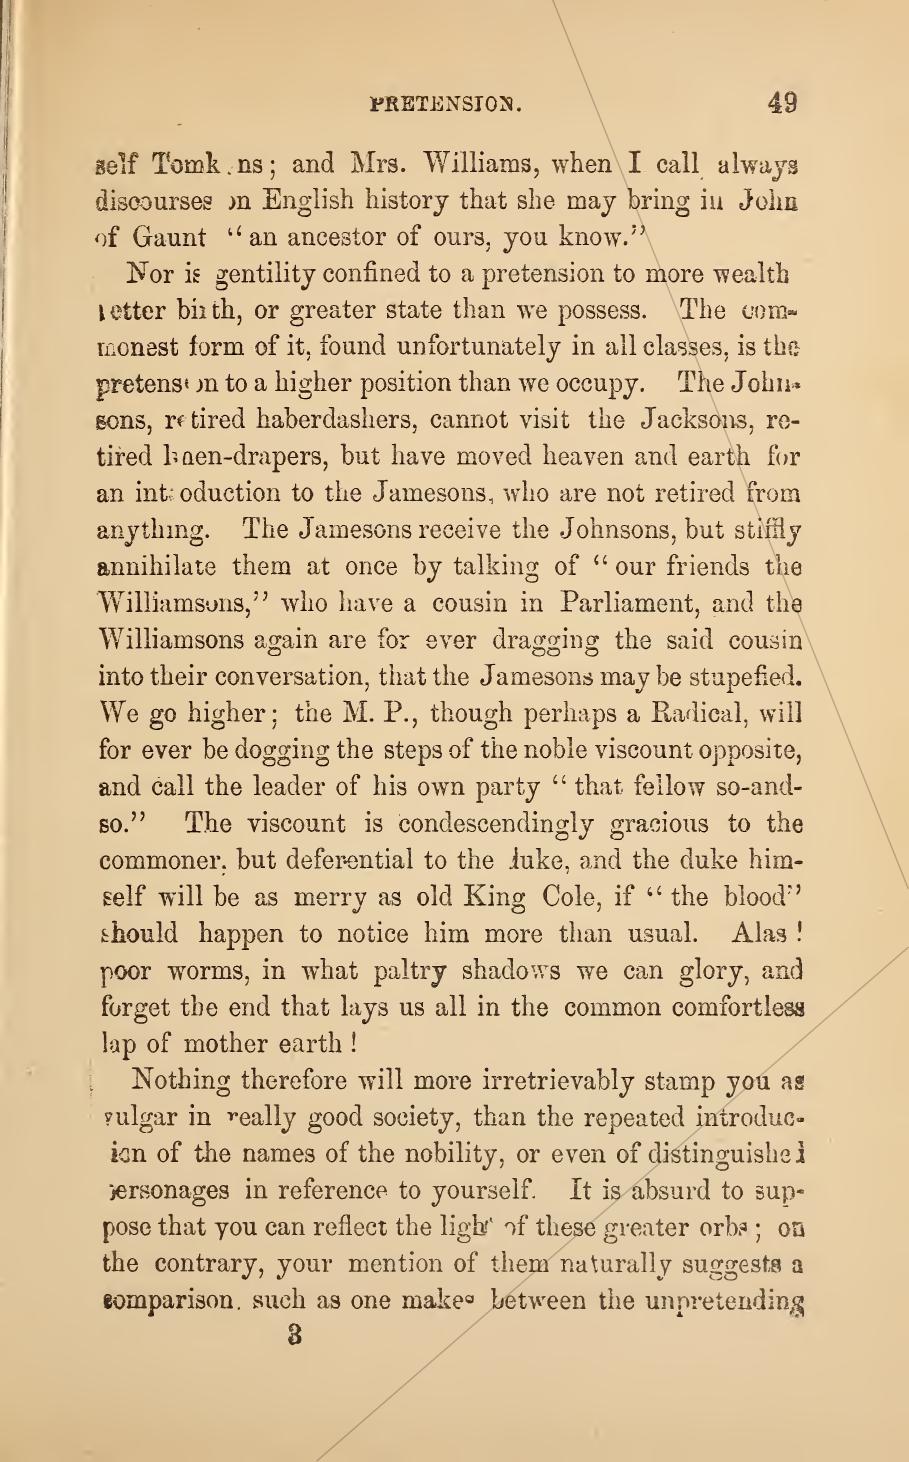 PRETENSION. 49
self Tomkins; and Mrs. Williams, when I call always
discourses on English history that she may bring in John
of Gaunt “an ancestor of ours, you know.”
Nor is gentility confined to a pretension to more wealth
better birth, or greater state than we possess. The com-
monest form of it, found unfortunately in all classes, is the
pretension to a higher position than we occupy. The John-
sons, retired haberdashers, cannot visit the Jacksons, re-
tired linen-drapers, but have moved heaven and earth for
an introduction to the Jamesons, who are not retired from
anything. The Jamesons receive the Johnsons, but stiffly
annihilate them at once by talking of “our friends the
Williamsons,” who have a cousin in Parliament, and the
Williamsons again are for ever dragging the said cousin
into their conversation, that the Jamesons may be stupefied.
We go higher; the M. P., though perhaps a Radical, will
for ever be dogging the steps of the noble viscount opposite,
and call the leader of his own party “that fellow so-and-
so.” The viscount is condescendingly gracious to the
commoner, but deferential to the duke, and the duke him-
self will be as merry as old King Cole, if “the blood”
should happen to notice him more than usual. Alas!
poor worms, in what paltry shadows we can glory, and
forget the end that lays us all in the common comfortless
lap of mother earth!
Nothing therefore will more irretrievably stamp you as
vulgar in really good society, than the repeated introduc-
ion of the names of the nobility, or even of distinguished
personages in reference to yourself. It is absurd to sup-
pose that you can reflect the light of these greater orbs; on
the contrary, your mention of them naturally suggests a
comparison. such as one makes between the unpretending
3